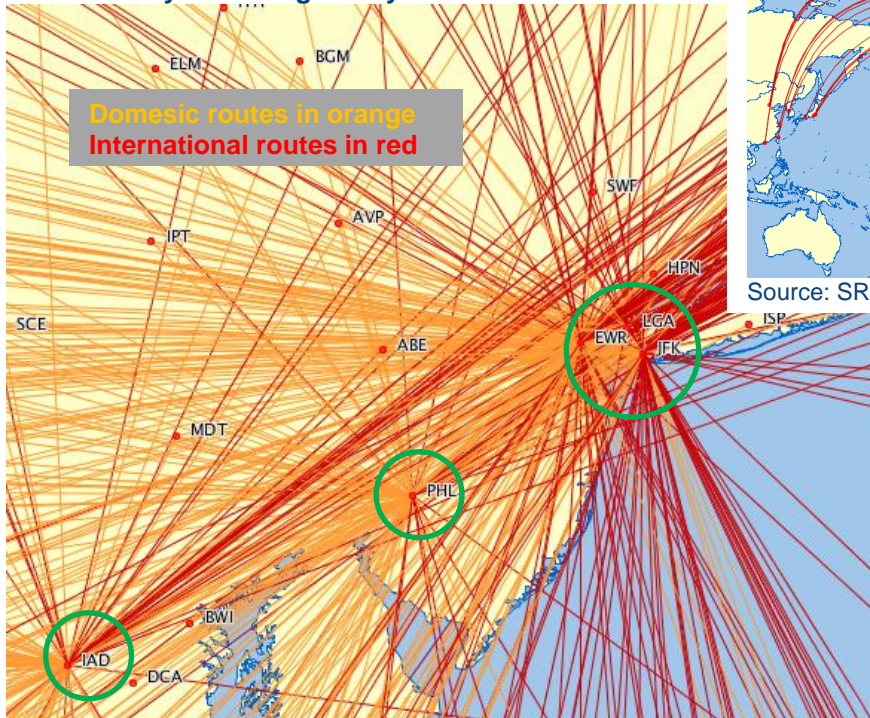 ELM
BGM
Domesic routes in orange
International routes in red
SWF
AVP
IPT
HPN
Source: SR
SCE
LGA
ISP
EWR
JFK
ABE
MDT
PHL
BWI
IAD
DCA